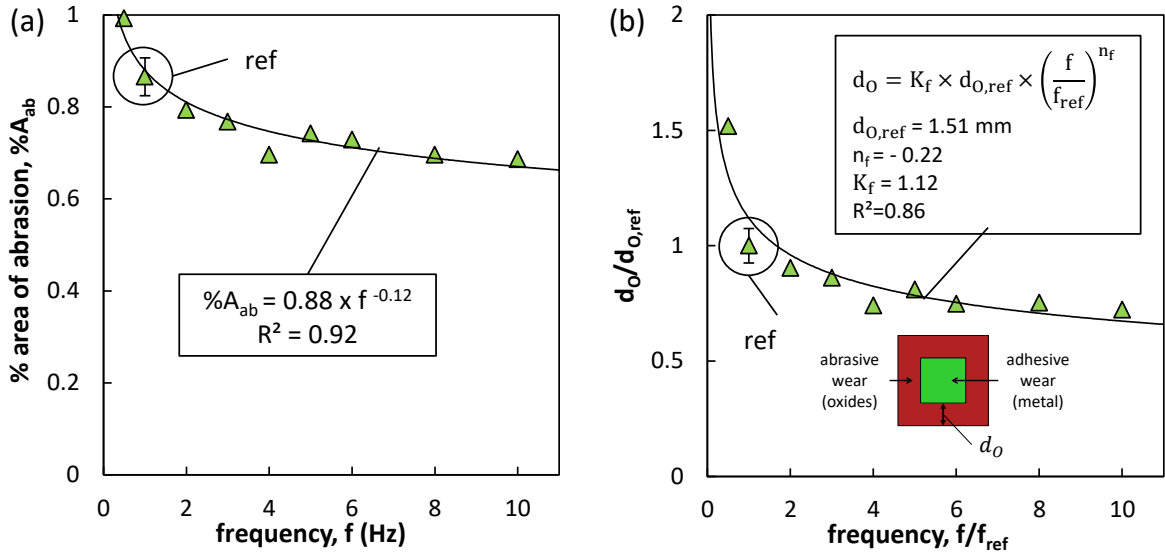 (a)
1
0.8
0.6
0.4
0.2
0
0
2
4
6
8
10
% area of abrasion, %A_ab
frequency, f (Hz)
ref
%A_ab = 0.88 x f ^-0.12
R² = 0.92
(b)
2
1.5
1
0.5
0
0
2
4
6
8
10
d_O/d_O,ref
frequency, f/f_ref
d_O = K_f × d_O,ref × (f/f_ref)^n_f
d_O,ref = 1.51 mm
n_f = - 0.22
K_f = 1.12
R²=0.86
ref
abrasive
wear
(oxides)
adhesive
wear
(metal)
d_O